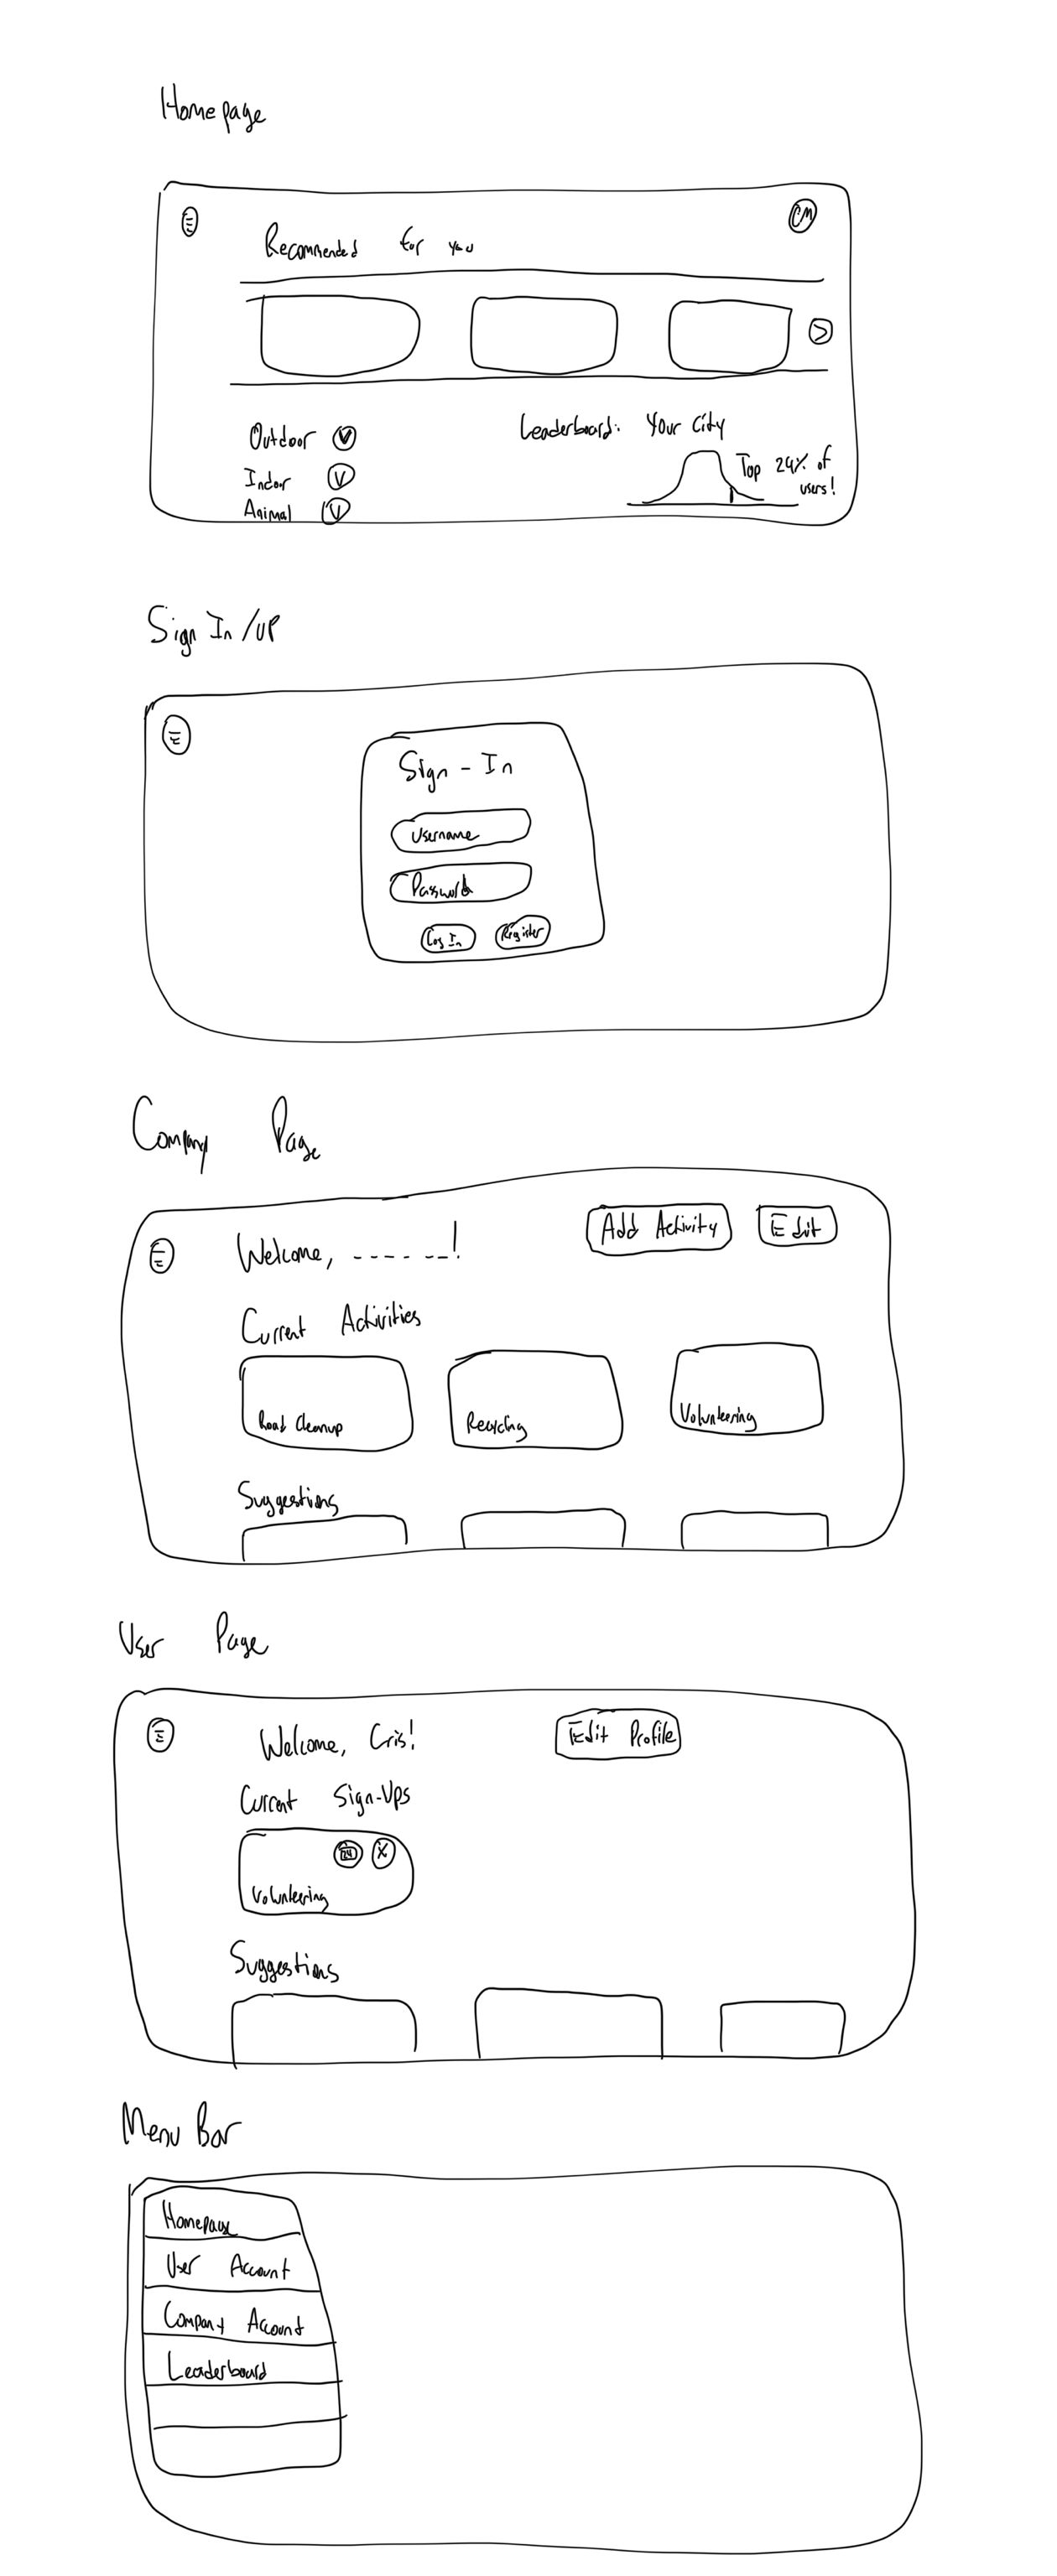 Homepage
CM
Recommended for you
>
Outdoor V
Leaderboard: Your City
Indoor V
Top 24% of
users!
Animal V
Sign In/UP
Sign-In
Username
Password
Log In Register
Company Page
Welcome, ------!
Add Activity Edit
Current Activities
Road Cleanup Recycling Volunteering
Suggestions
User Page
Welcome, Cris! Edit Profile
Current Sign-Ups
24 X
Volunteering
Suggestions
Menu Bar
Homepage
User Account
Company Account
Leaderboard